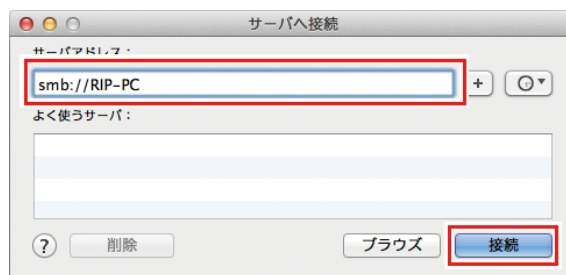 サーバへ接続
サーバアドレス：
smb://RIP-PC
+
よく使うサーバ：
? 削除 ブラウズ 接続